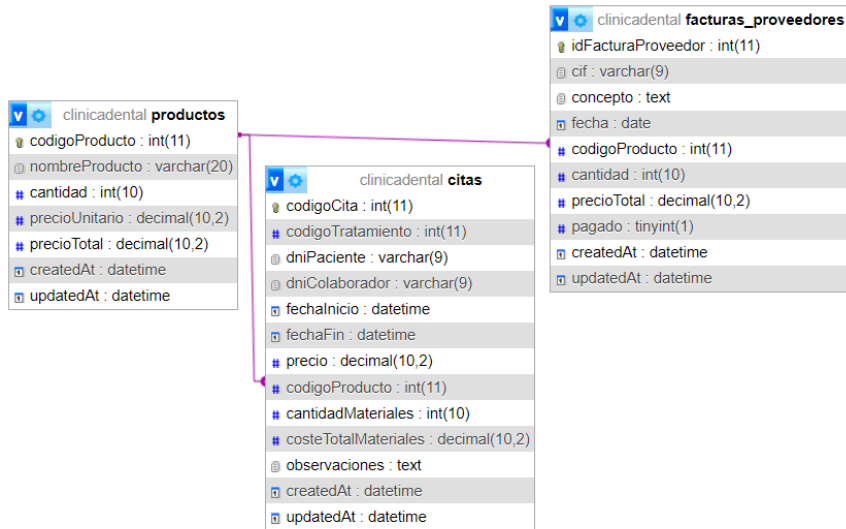 clinicadental productos
codigoProducto : int(11)
nombreProducto : varchar(20)
cantidad : int(10)
precioUnitario : decimal(10,2)
precioTotal : decimal(10,2)
createdAt : datetime
updatedAt : datetime
clinicadental citas
codigoCita : int(11)
codigoTratamiento : int(11)
dniPaciente : varchar(9)
dniColaborador : varchar(9)
fechaInicio : datetime
fechaFin : datetime
precio : decimal(10,2)
codigoProducto : int(11)
cantidadMateriales : int(10)
costeTotalMateriales : decimal(10,2)
observaciones : text
createdAt : datetime
updatedAt : datetime
clinicadental facturas_proveedores
idFacturaProveedor : int(11)
cif : varchar(9)
concepto : text
fecha : date
codigoProducto : int(11)
cantidad : int(10)
precioTotal : decimal(10,2)
pagado : tinyint(1)
createdAt : datetime
updatedAt : datetime